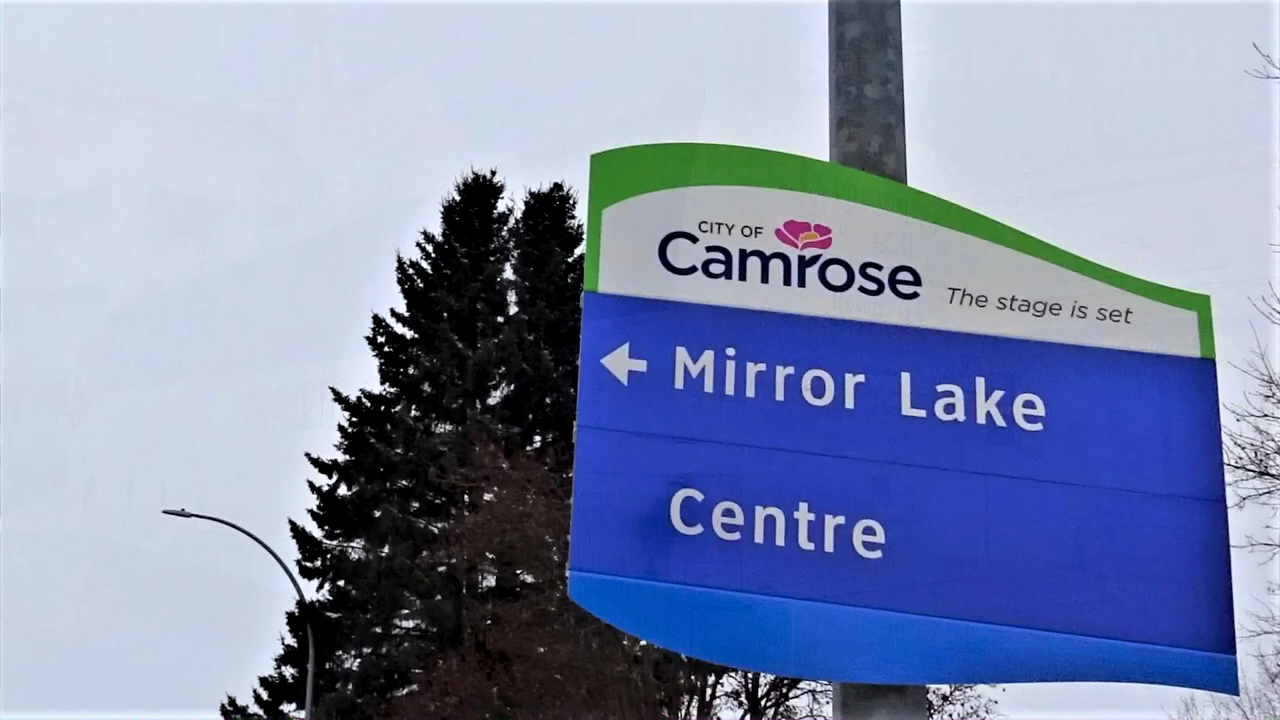 CITY OF
Camrose
The stage is set
Mirror Lake
Centre